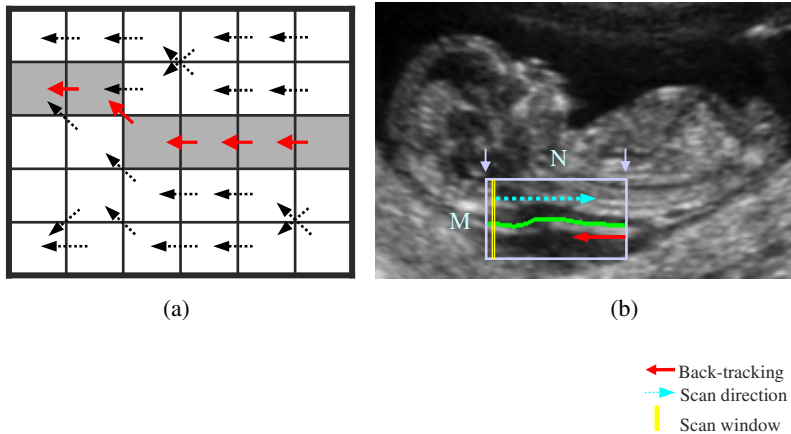 N
M
(a)
(b)
Back-tracking
Scan direction
Scan window